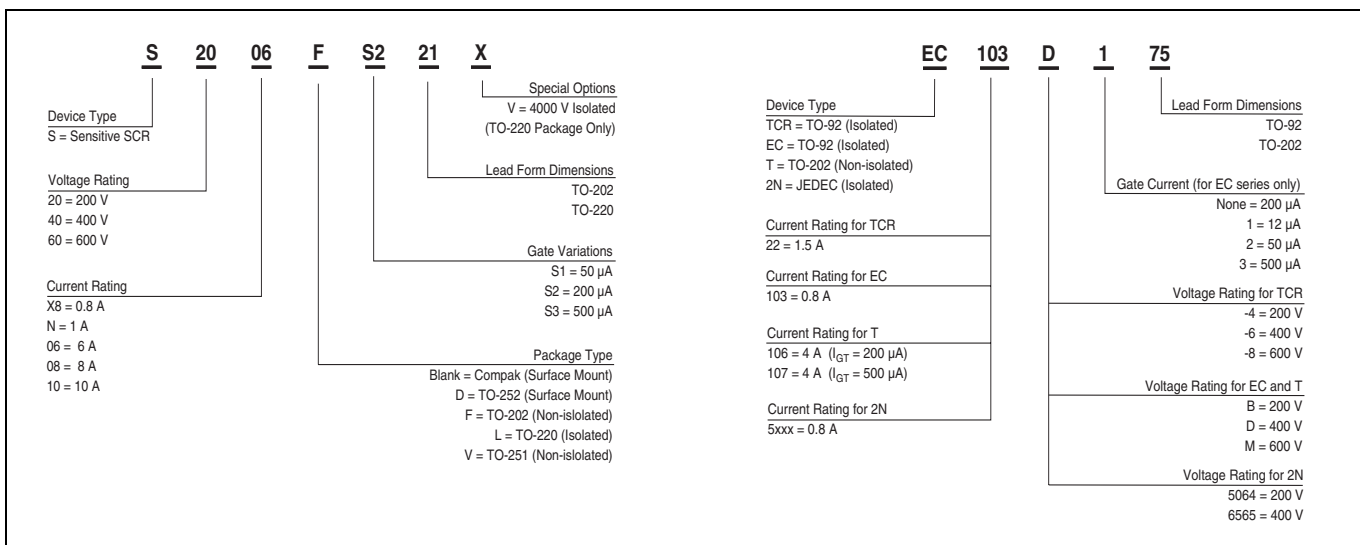 S 20 06 F S2 21 X
Device Type
S = Sensitive SCR
Voltage Rating
20 = 200 V
40 = 400 V
60 = 600 V
Current Rating
X8 = 0.8 A
N = 1 A
06 = 6 A
08 = 8 A
10 = 10 A
Special Options
V = 4000 V Isolated
(TO-220 Package Only)
Lead Form Dimensions
TO-202
TO-220
Gate Variations
S1 = 50 µA
S2 = 200 µA
S3 = 500 µA
Package Type
Blank = Compak (Surface Mount)
D = TO-252 (Surface Mount)
F = TO-202 (Non-islolated)
L = TO-220 (Isolated)
V = TO-251 (Non-islolated)
EC 103 D 1 75
Device Type
TCR = TO-92 (Isolated)
EC = TO-92 (Isolated)
T = TO-202 (Non-isolated)
2N = JEDEC (Isolated)
Current Rating for TCR
22 = 1.5 A
Current Rating for EC
103 = 0.8 A
Current Rating for T
106 = 4 A (IGT = 200 µA)
107 = 4 A (IGT = 500 µA)
Current Rating for 2N
5xxx = 0.8 A
Lead Form Dimensions
TO-92
TO-202
Gate Current (for EC series only)
None = 200 µA
1 = 12 µA
2 = 50 µA
3 = 500 µA
Voltage Rating for TCR
-4 = 200 V
-6 = 400 V
-8 = 600 V
Voltage Rating for EC and T
B = 200 V
D = 400 V
M = 600 V
Voltage Rating for 2N
5064 = 200 V
6565 = 400 V